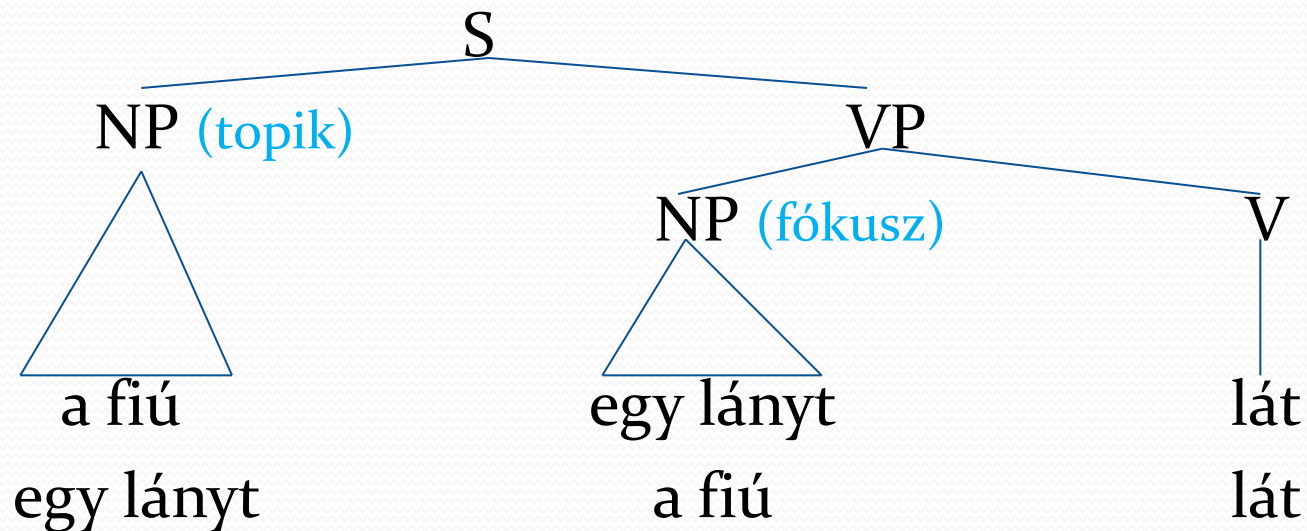 S
NP (topik) VP
NP (fókusz) V
a fiú egy lányt lát
egy lányt a fiú lát